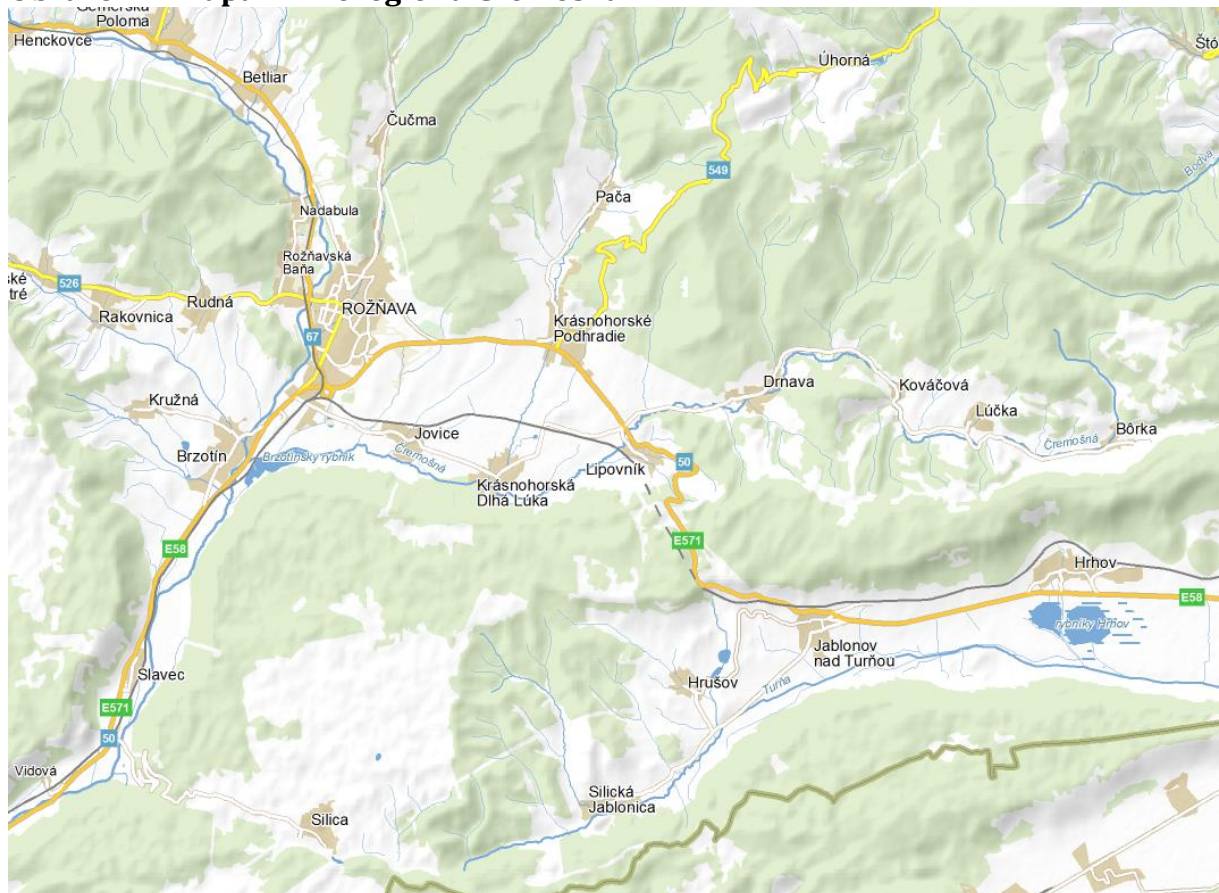 Poloma
Henckovce
Betliar
Úhorná
Čučma
549
Bodva
Pača
Nadabula
Rožňavská
Baňa
526
Rudná
ROŽŇAVA
Rakovnica
67
Krásnohorské
Podhradie
Drnava
Kováčová
Kružná
Lúčka
Jovice
Bôrka
Čremošná
Brzotín
Brzotínsky rybník
Čremošná
Lipovník
50
Krásnohorská
Dlhá Lúka
E571
E58
Hrhov
E58
rybníky Hrhov
Jablonov
nad Turňou
Slavec
Hrušov
Turňa
E571
50
Vidová
Silická
Jablonica
Silica